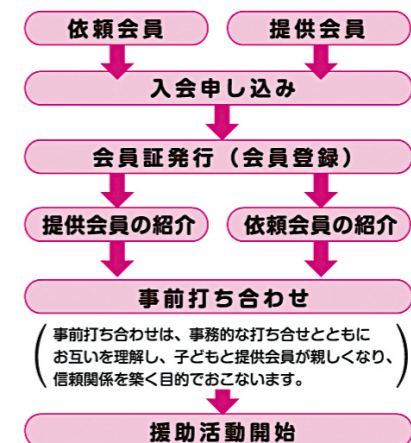 依頼会員 提供会員
入会申し込み
会員証発行（会員登録）
提供会員の紹介 依頼会員の紹介
事前打ち合わせ
（事前打ち合わせは、事務的な打ち合せとともに
お互いを理解し、子どもと提供会員が親しくなり、
信頼関係を築く目的でおこないます。）
援助活動開始